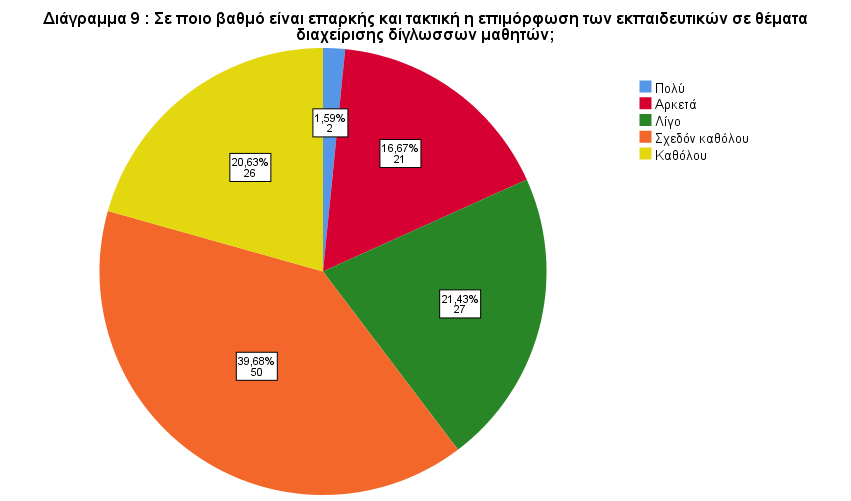 Διάγραμμα 9 : Σε ποιο βαθμό είναι επαρκής και τακτική η επιμόρφωση των εκπαιδευτικών σε θέματα
διαχείρισης δίγλωσσων μαθητών;
Πολύ
Αρκετά
Λίγο
Σχεδόν καθόλου
Καθόλου
1,59%
2
16,67%
21
20,63%
26
21,43%
27
39,68%
50